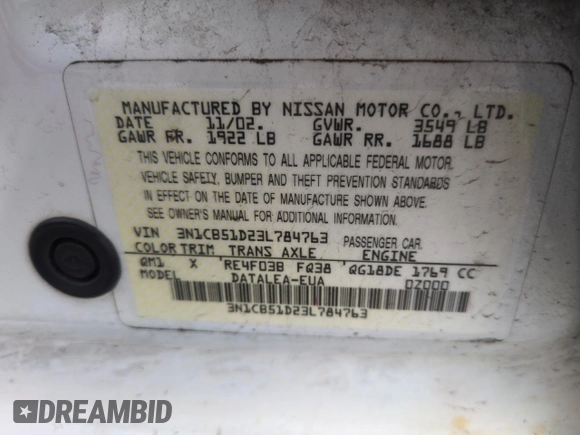 MANUFACTURED BY NISSAN MOTOR CO., LTD.
DATE 11/02. GVWR. 3549 LB
GAWR FR. 1922 LB GAWR RR. 1688 LB
THIS VEHICLE CONFORMS TO ALL APPLICABLE FEDERAL MOTOR
VEHICLE SAFETY, BUMPER AND THEFT PREVENTION STANDARDS
IN EFFECT ON THE DATE OF MANUFACTURE SHOWN ABOVE.
SEE OWNER'S MANUAL FOR ADDITIONAL INFORMATION.
VIN 3N1CB51D23L784763 PASSENGER CAR.
COLOR TRIM TRANS AXLE ENGINE
QM1 X RE4F03B FQ38 QG18DE 1769 CC
MODEL DATALEA-EUA 0Z000
3N1CB51D23L784763
DREAMBID